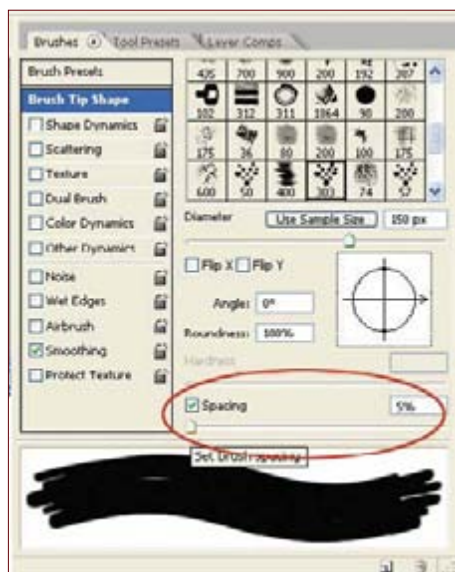 Brushes Tool Presets Layer Comps
Brush Presets
Brush Tip Shape
Shape Dynamics
Scattering
Texture
Dual Brush
Color Dynamics
Other Dynamics
Noise
Wet Edges
Airbrush
Smoothing
Protect Texture
425 700 900 200 192 387
102 312 311 1864 90 200
175 36 80 200 100 175
600 50 400 303 74 57
Diameter Use Sample Size 150 px
Flip X Flip Y
Angle: 0°
Roundness: 100%
Hardness
Spacing 5%
Set Brush spacing